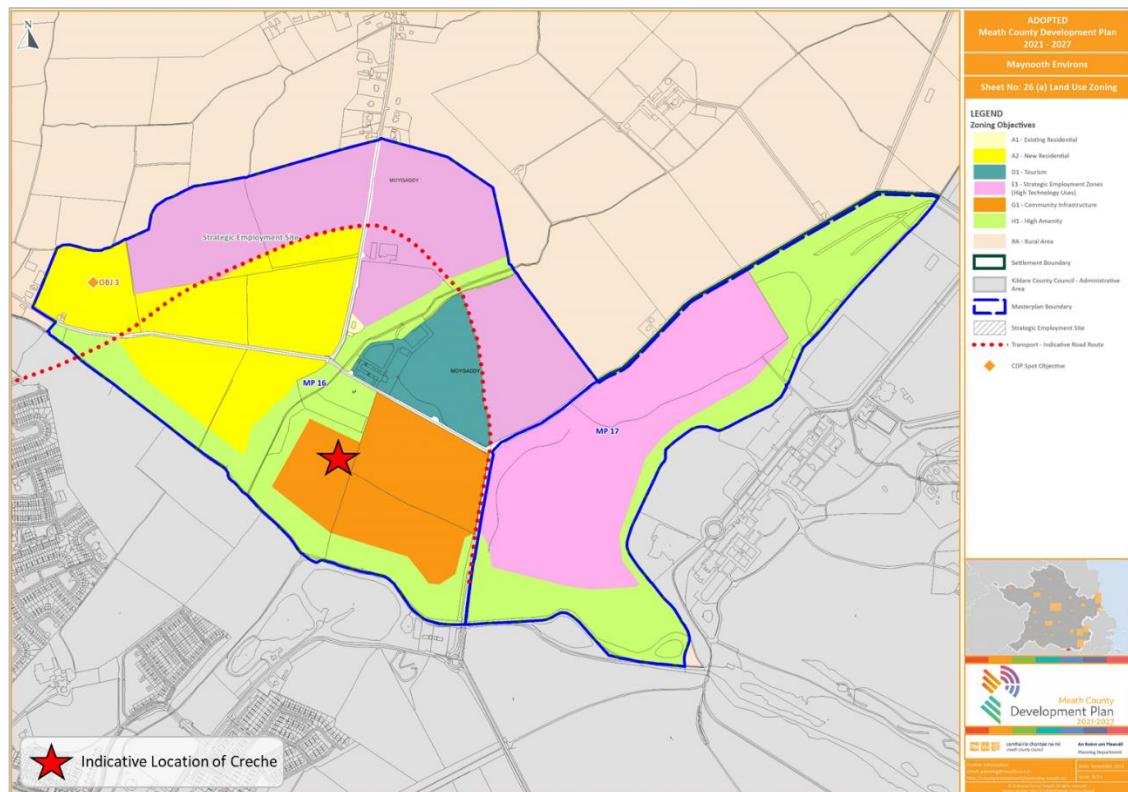 N
ADOPTED
Meath County Development Plan
2021 - 2027
Maynooth Environs
Sheet No: 26 (a) Land Use Zoning
LEGEND
Zoning Objectives
A1 - Existing Residential
A2 - New Residential
D1 - Tourism
E1 - Strategic Employment Zones
(High Technology Uses)
G1 - Community Infrastructure
H1 - High Amenity
RA - Rural Area
Settlement Boundary
Kildare County Council - Administrative
Area
Masterplan Boundary
Strategic Employment Site
Transport - Indicative Road Route
CDP Spot Objective
MOYGADDY
Strategic Employment Site
OBJ 3
MP 16
MOYGADDY
MP 17
Indicative Location of Creche
Meath County
Development Plan
2021-2027
comhairle chontae na mí
meath county council
An Roinn um Pleanáil
Planning Department